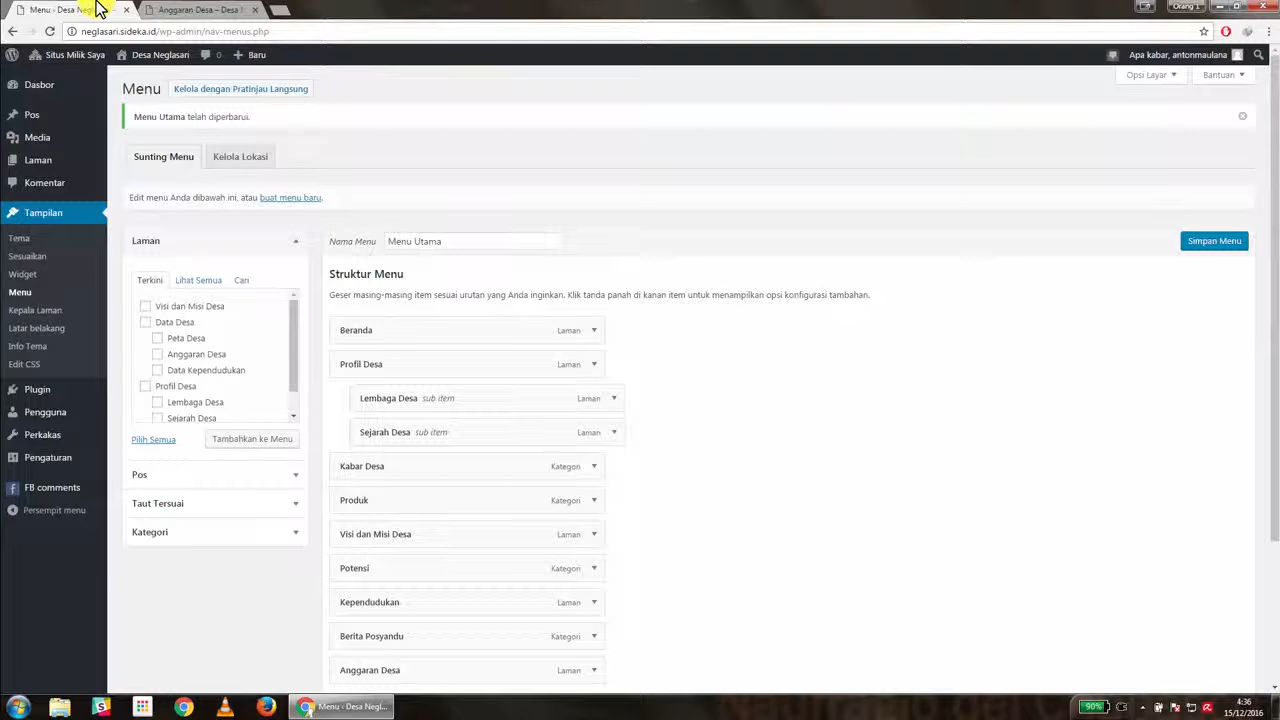 Menu - Desa Negl
Anggaran Desa – Desa
Orang 1
neglasari.sideka.id/wp-admin/nav-menus.php
Situs Milik Saya
Desa Neglasari
0
Baru
Apa kabar, antonmaulana
Dasbor
Pos
Media
Laman
Komentar
Tampilan
Tema
Sesuaikan
Widget
Menu
Kepala Laman
Latar belakang
Info Tema
Edit CSS
Plugin
Pengguna
Perkakas
Pengaturan
FB comments
Persempit menu
Opsi Layar
Bantuan
Menu
Kelola dengan Pratinjau Langsung
Menu Utama telah diperbarui.
Sunting Menu
Kelola Lokasi
Edit menu Anda dibawah ini, atau buat menu baru.
Laman
Terkini
Lihat Semua
Cari
Visi dan Misi Desa
Data Desa
Peta Desa
Anggaran Desa
Data Kependudukan
Profil Desa
Lembaga Desa
Sejarah Desa
Pilih Semua
Tambahkan ke Menu
Pos
Taut Tersuai
Kategori
Nama Menu
Menu Utama
Simpan Menu
Struktur Menu
Geser masing-masing item sesuai urutan yang Anda inginkan. Klik tanda panah di kanan item untuk menampilkan opsi konfigurasi tambahan.
Beranda Laman
Profil Desa Laman
Lembaga Desa sub item Laman
Sejarah Desa sub item Laman
Kabar Desa Kategori
Produk Kategori
Visi dan Misi Desa Laman
Potensi Kategori
Kependudukan Laman
Berita Posyandu Kategori
Anggaran Desa Laman
Menu - Desa Negl...
90%
4:36
15/12/2016